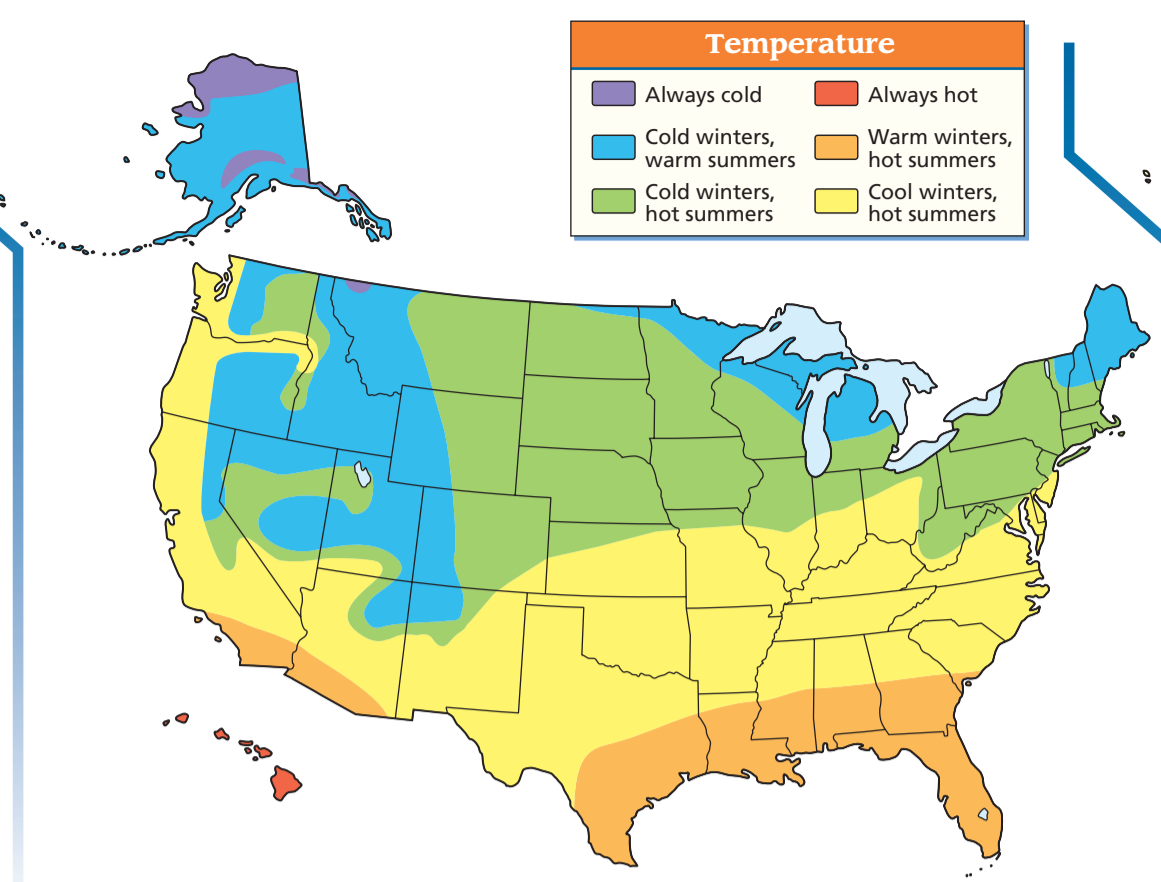 Temperature
Always cold
Always hot
Cold winters,
warm summers
Warm winters,
hot summers
Cold winters,
hot summers
Cool winters,
hot summers